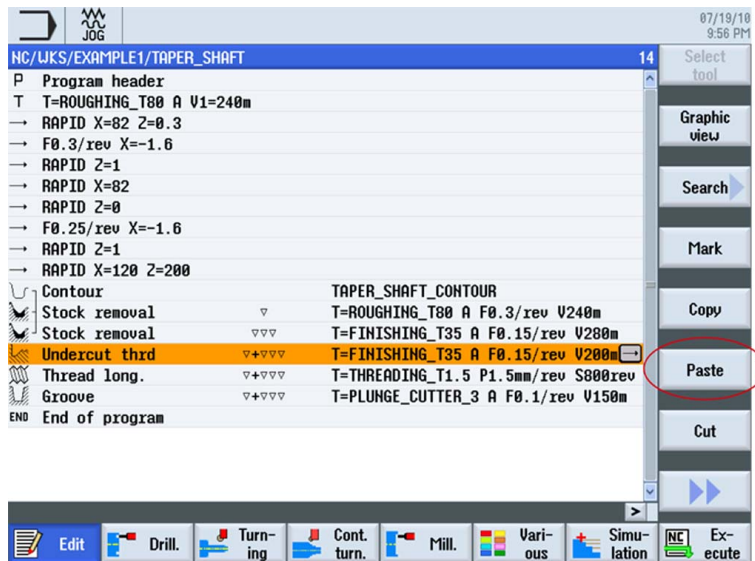 JOG
07/19/10
9:56 PM
NC/WKS/EXAMPLE1/TAPER_SHAFT 14
P Program header
T T=ROUGHING_T80 A V1=240m
→ RAPID X=82 Z=0.3
→ F0.3/rev X=-1.6
→ RAPID Z=1
→ RAPID X=82
→ RAPID Z=0
→ F0.25/rev X=-1.6
→ RAPID Z=1
→ RAPID X=120 Z=200
Contour TAPER_SHAFT_CONTOUR
Stock removal ▽ T=ROUGHING_T80 A F0.3/rev V240m
Stock removal ▽▽▽ T=FINISHING_T35 A F0.15/rev V280m
Undercut thrd ▽+▽▽▽ T=FINISHING_T35 A F0.15/rev V200m
Thread long. ▽+▽▽▽ T=THREADING_T1.5 P1.5mm/rev S800rev
Groove ▽+▽▽▽ T=PLUNGE_CUTTER_3 A F0.1/rev V150m
END End of program
Select
tool
Graphic
view
Search
Mark
Copy
Paste
Cut
Edit
Drill.
Turn-
ing
Cont.
turn.
Mill.
Vari-
ous
Simu-
lation
NC Ex-
ecute